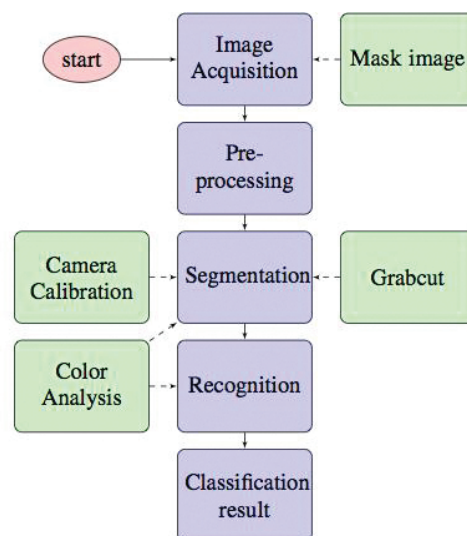 start
Image
Acquisition
Mask image
Pre-
processing
Camera
Calibration
Segmentation
Grabcut
Color
Analysis
Recognition
Classification
result